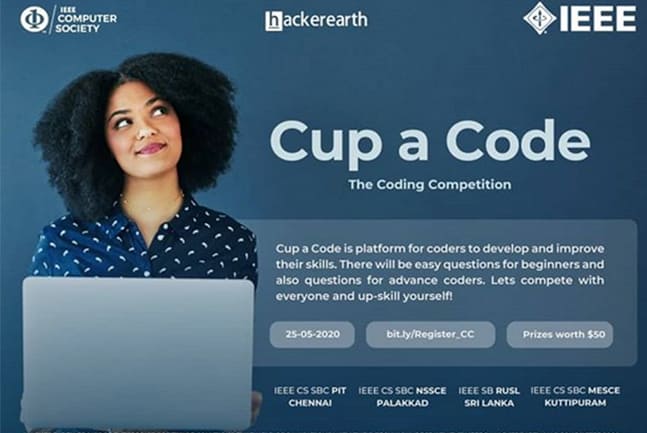 IEEE
COMPUTER
SOCIETY
hackerearth
IEEE
Cup a Code
The Coding Competition
Cup a Code is platform for coders to develop and improve
their skills. There will be easy questions for beginners and
also questions for advance coders. Lets compete with
everyone and up-skill yourself!
25-05-2020
bit.ly/Register_CC
Prizes worth $50
IEEE CS SBC PIT
CHENNAI
IEEE CS SBC NSSCE
PALAKKAD
IEEE SB RUSL
SRI LANKA
IEEE CS SBC MESCE
KUTTIPURAM